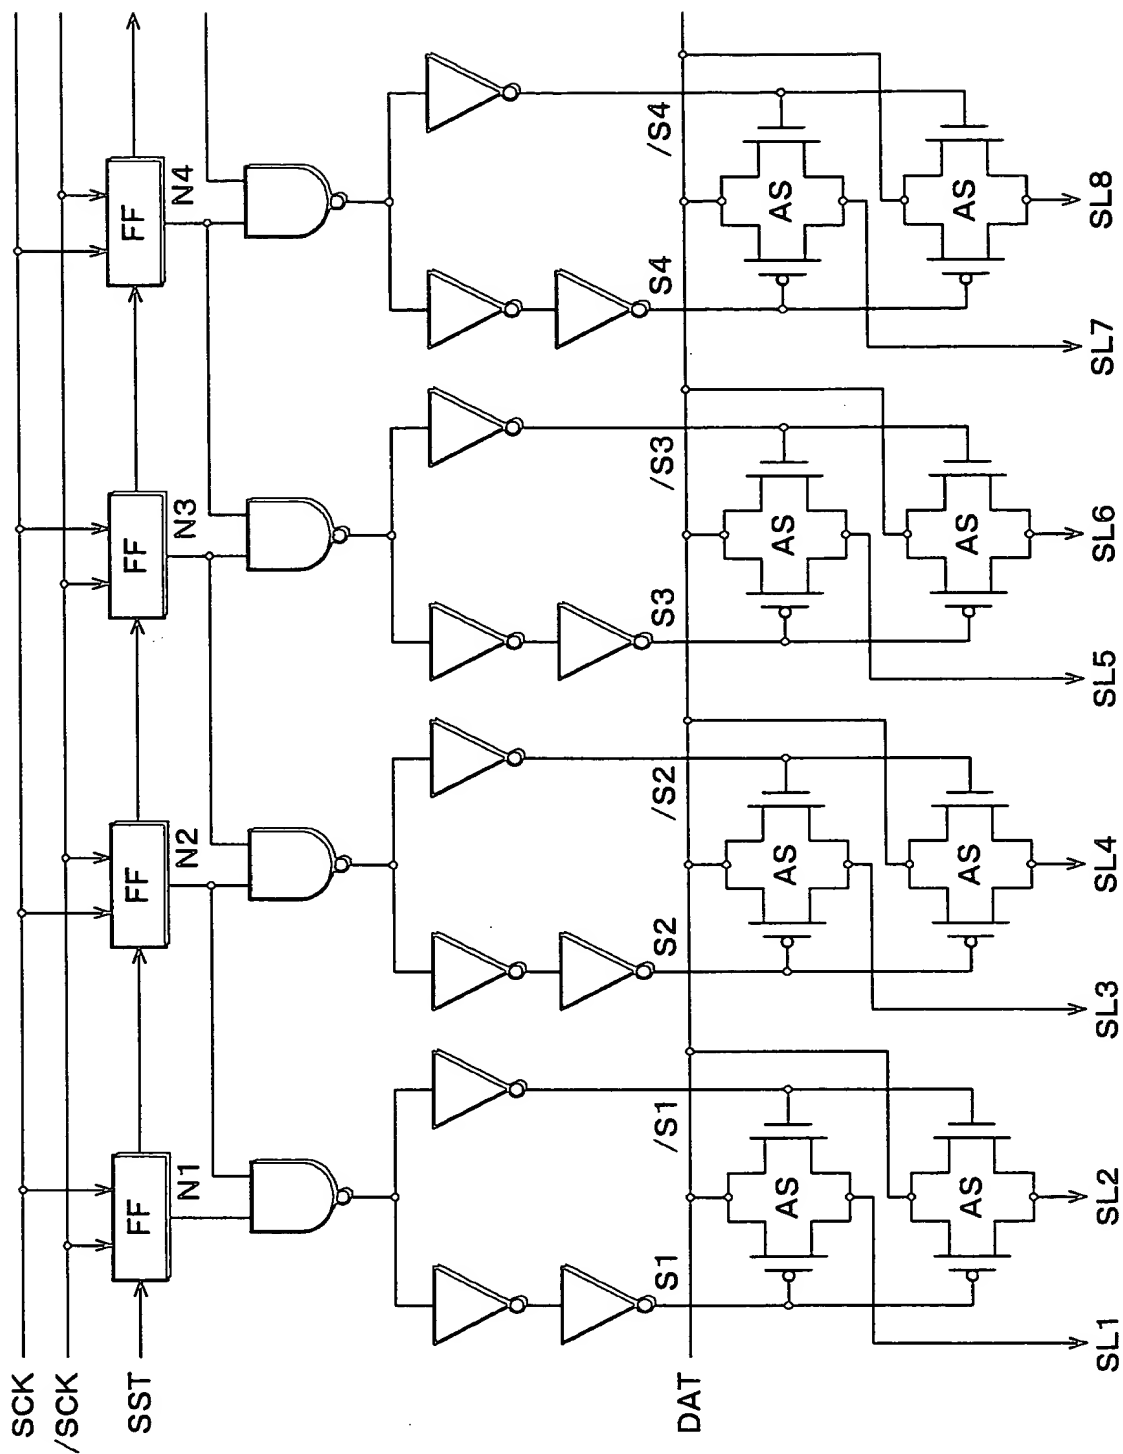 SCK
/SCK
SST
FF
FF
FF
FF
N1
N2
N3
N4
S1
/S1
S2
/S2
S3
/S3
S4
/S4
DAT
AS
AS
AS
AS
AS
AS
AS
AS
SL1
SL2
SL3
SL4
SL5
SL6
SL7
SL8